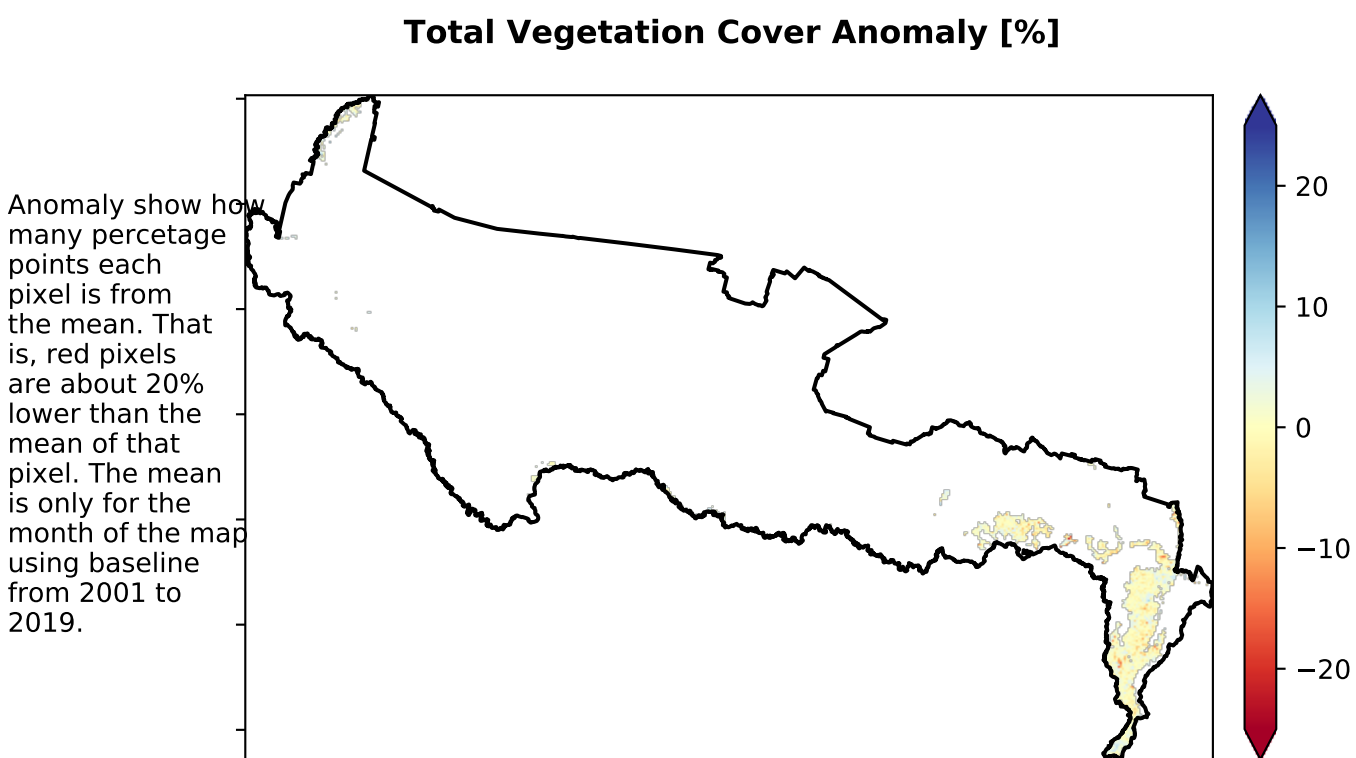 Total Vegetation Cover Anomaly [%]
Anomaly show how
many percetage
points each
pixel is from
the mean. That
is, red pixels
are about 20%
lower than the
mean of that
pixel. The mean
is only for the
month of the map
using baseline
from 2001 to
2019.
20
10
0
−10
−20